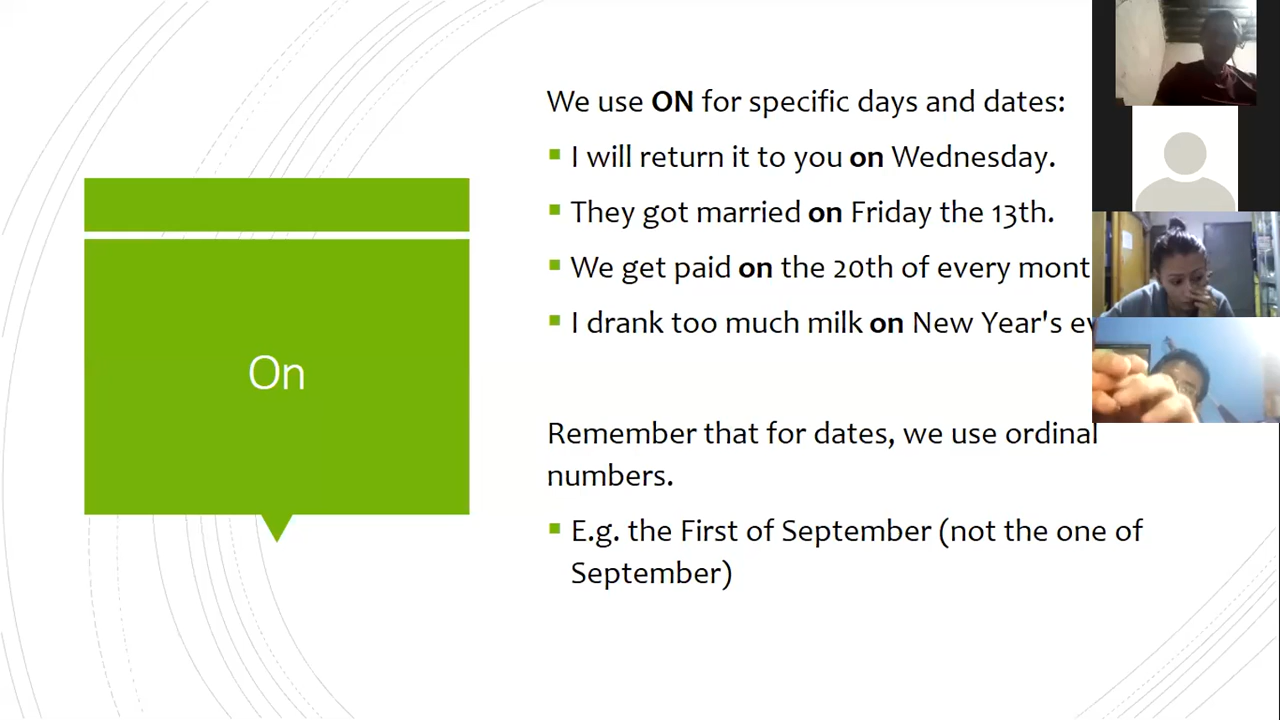 On
We use ON for specific days and dates:
I will return it to you on Wednesday.
They got married on Friday the 13th.
We get paid on the 20th of every mont
I drank too much milk on New Year's
Remember that for dates, we use ordinal
numbers.
E.g. the First of September (not the one of
September)